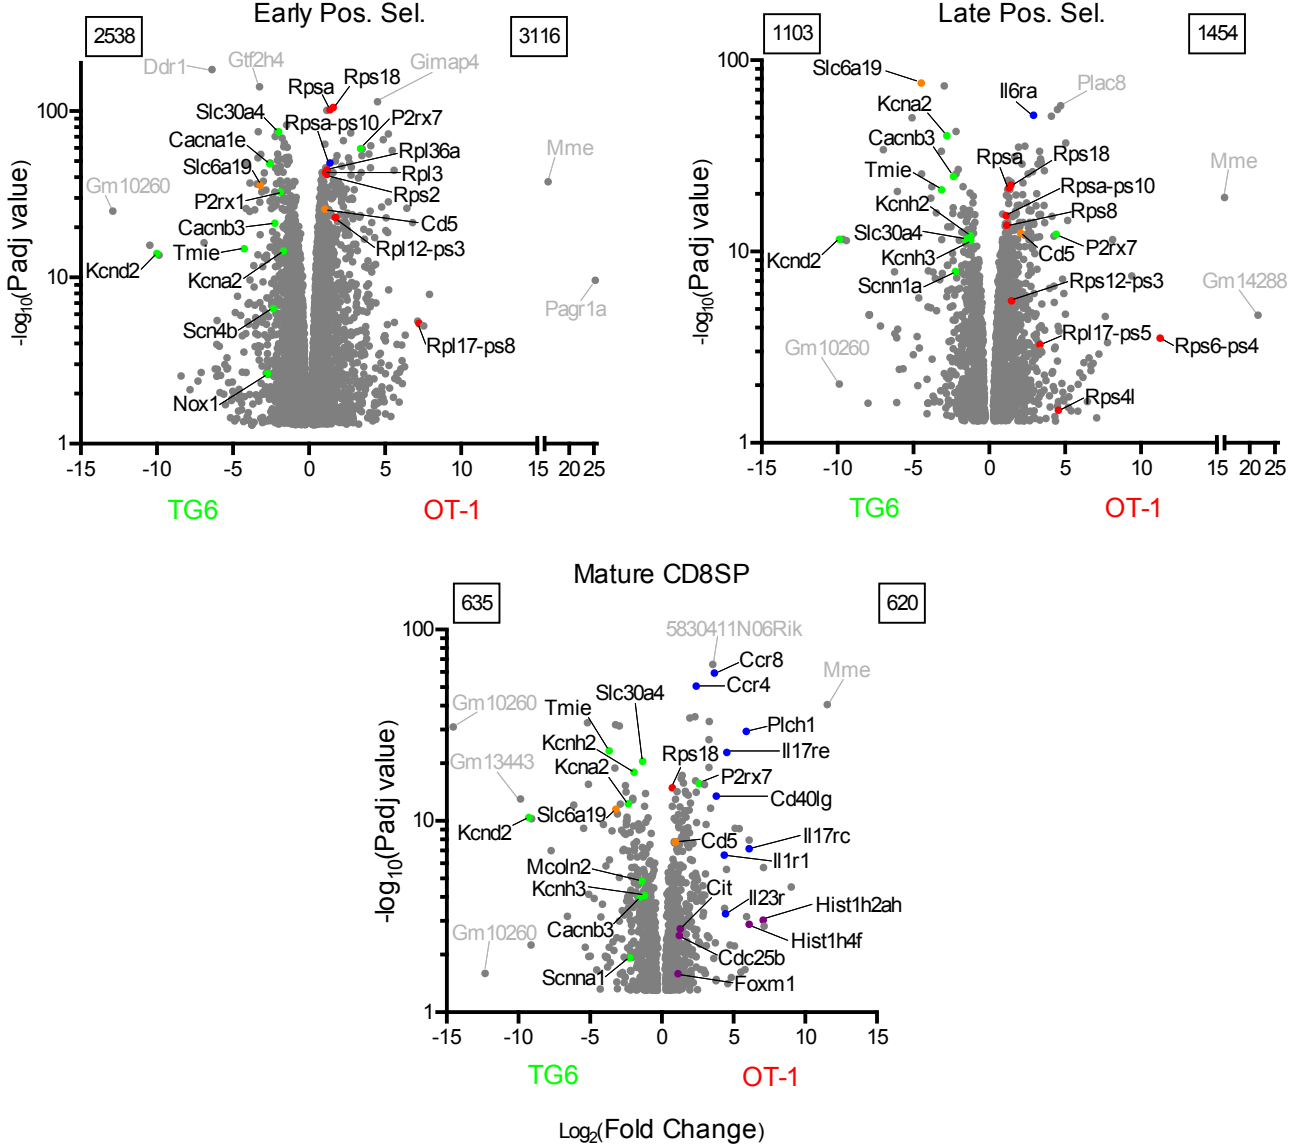 Early Pos. Sel.
2538
3116
Ddr1
Gtf2h4
Gimap4
Rpsa
Rps18
Slc30a4
Rpsa-ps10
P2rx7
Cacna1e
Rpl36a
Mme
Slc6a19
Rpl3
Gm10260
P2rx1
Rps2
Cacnb3
Cd5
Tmie
Rpl12-ps3
Kcnd2
Kcna2
Pagr1a
Scn4b
Rpl17-ps8
Nox1
-log10(Padj value)
100
10
1
-15
-10
-5
0
5
10
15
20
25
TG6
OT-1
Late Pos. Sel.
1103
1454
Slc6a19
Il6ra
Plac8
Kcna2
Cacnb3
Rpsa
Rps18
Mme
Tmie
Rpsa-ps10
Kcnh2
Rps8
Slc30a4
Cd5
P2rx7
Kcnd2
Kcnh3
Scnn1a
Rps12-ps3
Gm14288
Rpl17-ps5
Gm10260
Rps6-ps4
Rps4l
-log10(Padj value)
100
10
1
-15
-10
-5
0
5
10
15
20
25
TG6
OT-1
Mature CD8SP
635
620
5830411N06Rik
Ccr8
Mme
Ccr4
Slc30a4
Gm10260
Tmie
Plch1
Kcnh2
Il17re
Rps18
Gm13443
Kcna2
P2rx7
Cd40lg
Slc6a19
Kcnd2
Il17rc
Cd5
Il1r1
Mcoln2
Kcnh3
Cit
Il23r
Hist1h2ah
Cacnb3
Gm10260
Hist1h4f
Cdc25b
Scnna1
Foxm1
-log10(Padj value)
100
10
1
-15
-10
-5
0
5
10
15
TG6
OT-1
Log2(Fold Change)